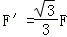 F′ =√3/3 F